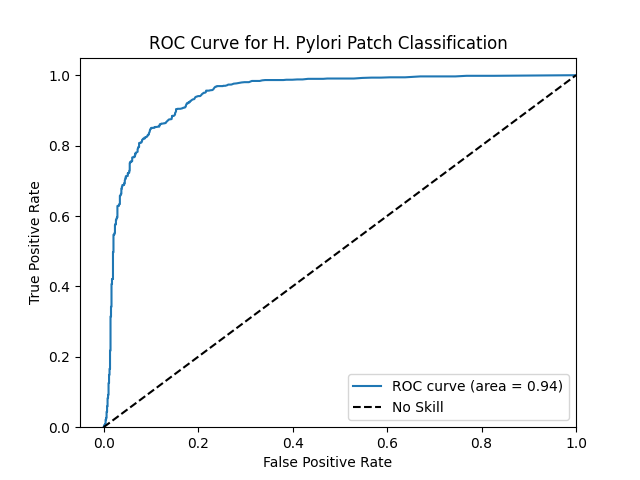 ROC Curve for H. Pylori Patch Classification
1.0
0.8
0.6
0.4
0.2
0.0
True Positive Rate
ROC curve (area = 0.94)
No Skill
0.0 0.2 0.4 0.6 0.8 1.0
False Positive Rate